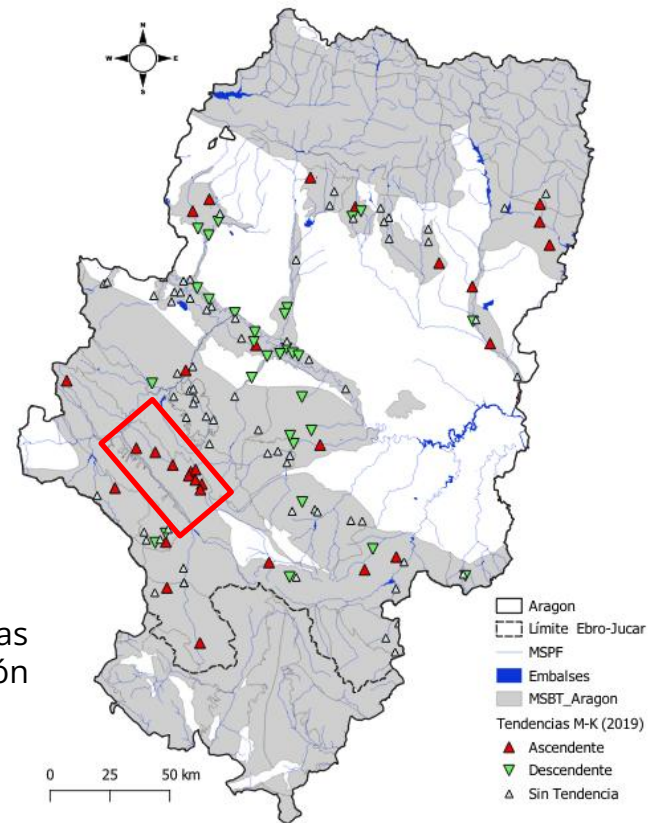 N
W
E
S
as
ón
Aragon
Límite Ebro-Jucar
MSPF
Embalses
MSBT_Aragon
Tendencias M-K (2019)
Ascendente
Descendente
Sin Tendencia
0 25 50 km